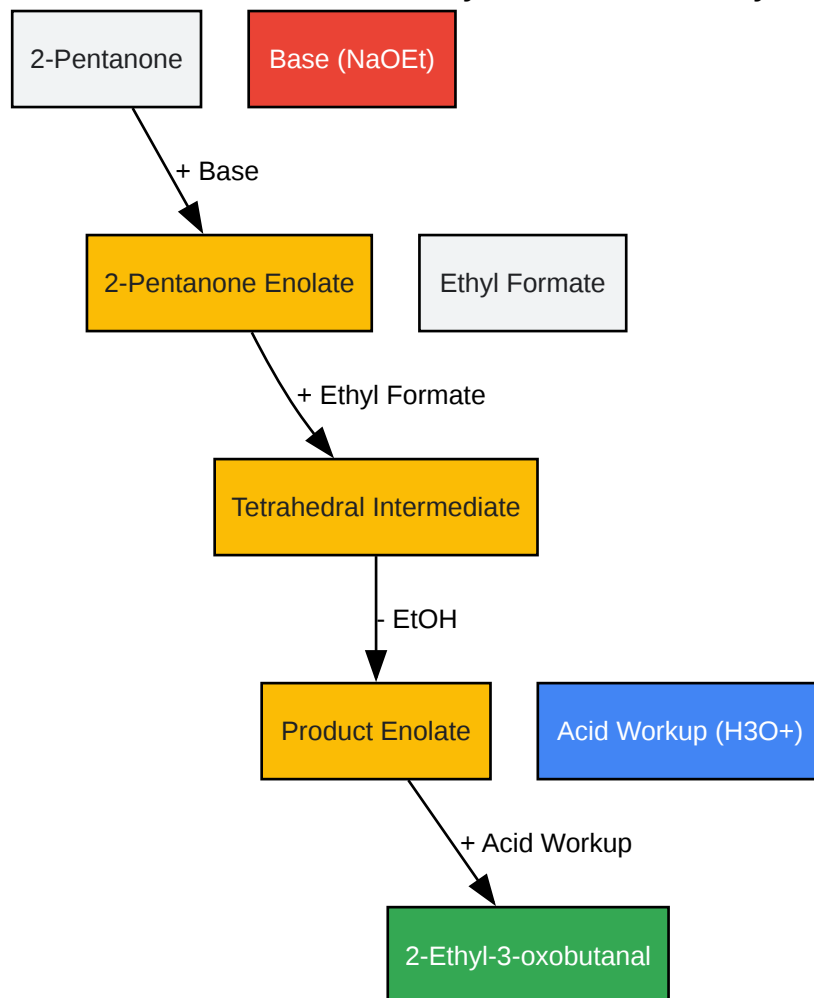 2-Pentanone
Base (NaOEt)
+ Base
2-Pentanone Enolate
Ethyl Formate
+ Ethyl Formate
Tetrahedral Intermediate
- EtOH
Product Enolate
Acid Workup (H3O+)
+ Acid Workup
2-Ethyl-3-oxobutanal